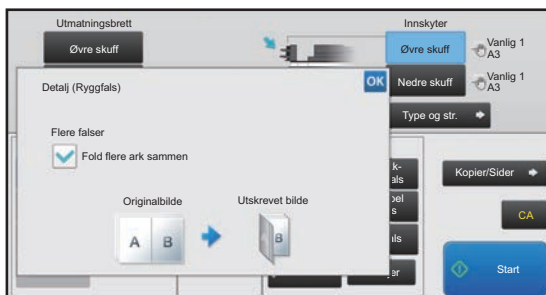 Utmatningsbrett
Innskyter
Øvre skuff
Øvre skuff
Vanlig 1
A3
Detalj (Ryggfals)
OK
Nedre skuff
Vanlig 1
A3
Type og str.
Flere falser
Fold flere ark sammen
Kopier/Sider
Originalbilde
Utskrevet bilde
CA
A B
B
Start